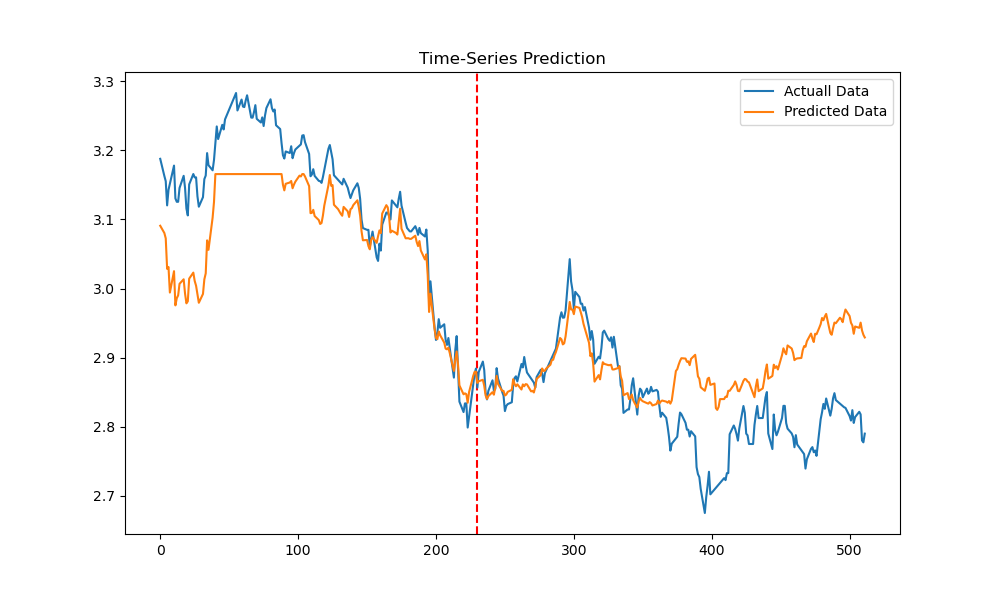 Time-Series Prediction
Actuall Data
Predicted Data
3.3
3.2
3.1
3.0
2.9
2.8
2.7
0 100 200 300 400 500